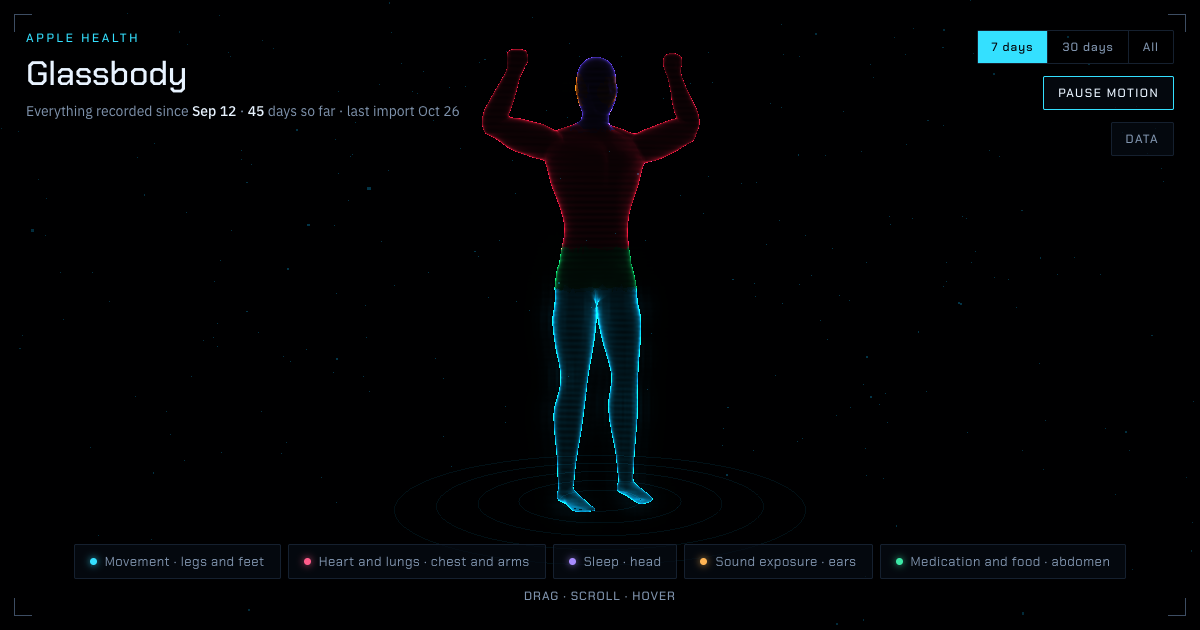 APPLE HEALTH
Glassbody
Everything recorded since Sep 12 · 45 days so far · last import Oct 26
7 days
30 days
All
PAUSE MOTION
DATA
Movement · legs and feet
Heart and lungs · chest and arms
Sleep · head
Sound exposure · ears
Medication and food · abdomen
DRAG · SCROLL · HOVER